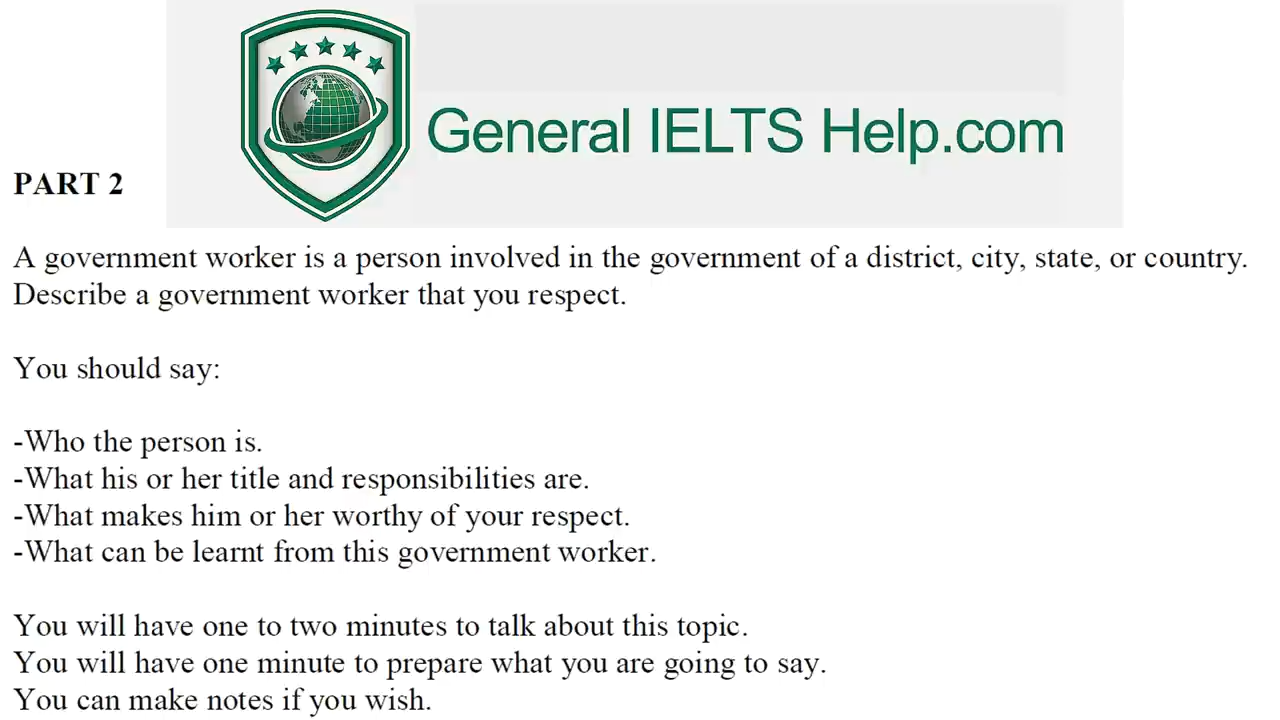 General IELTS Help.com
PART 2
A government worker is a person involved in the government of a district, city, state, or country.
Describe a government worker that you respect.
You should say:
-Who the person is.
-What his or her title and responsibilities are.
-What makes him or her worthy of your respect.
-What can be learnt from this government worker.
You will have one to two minutes to talk about this topic.
You will have one minute to prepare what you are going to say.
You can make notes if you wish.